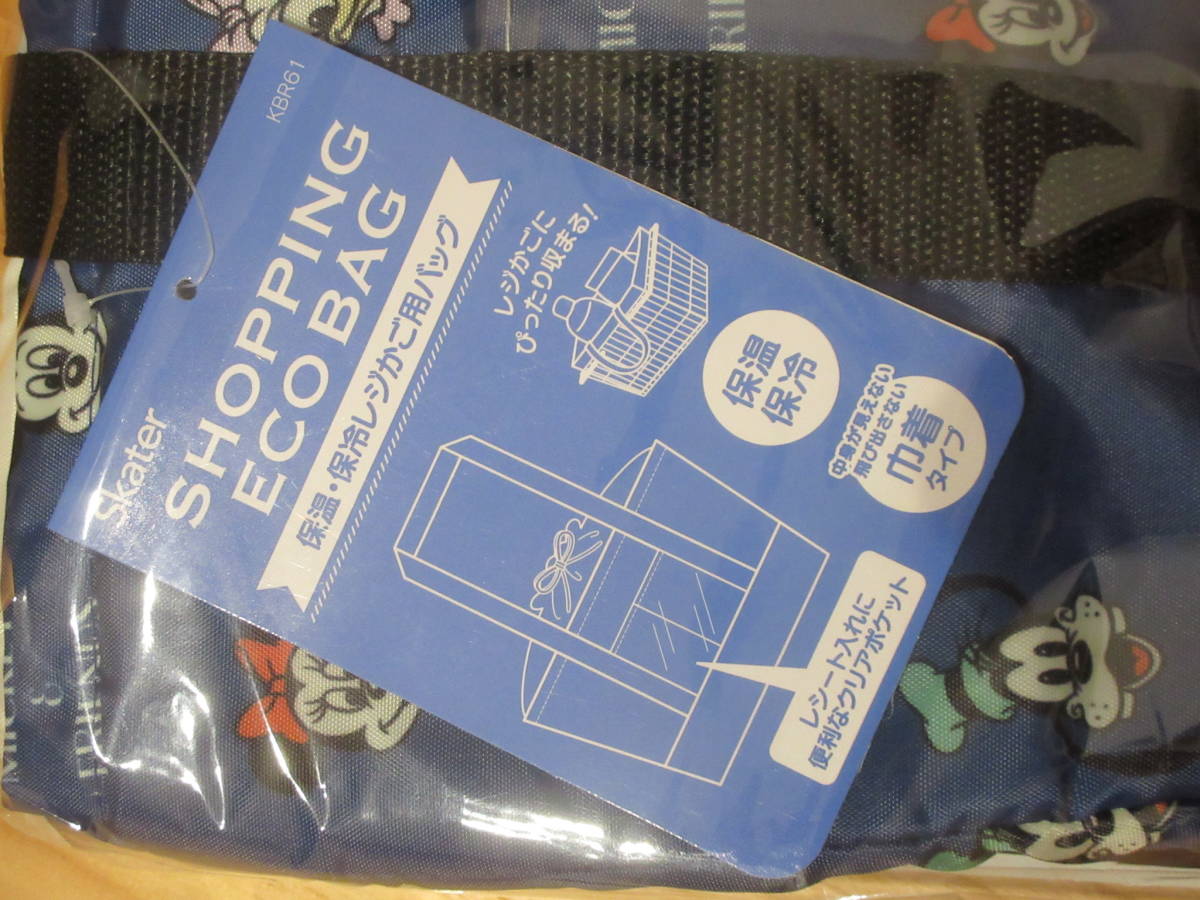 KBR61
Skater
SHOPPING
ECO BAG
保温・保冷レジかご用バッグ
レジかごに
ぴったり収まる!
保温
保冷
中身が見えない
飛び出さない
巾着
タイプ
レシート入れに
便利なクリアポケット
MICKEY
&
FRIENDS